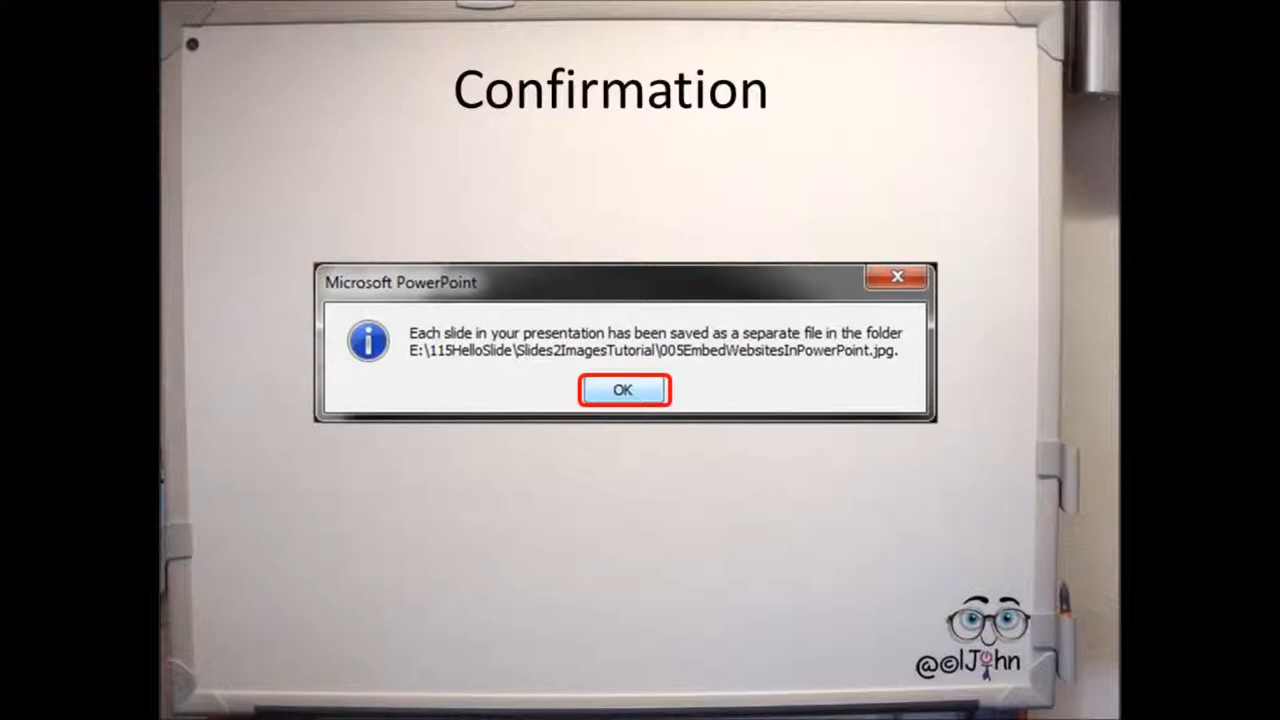 Confirmation
Microsoft PowerPoint
Each slide in your presentation has been saved as a separate file in the folder
E:\115HelloSlide\Slides2ImagesTutorial\005EmbedWebsitesInPowerPoint.jpg.
OK
@©lJohn